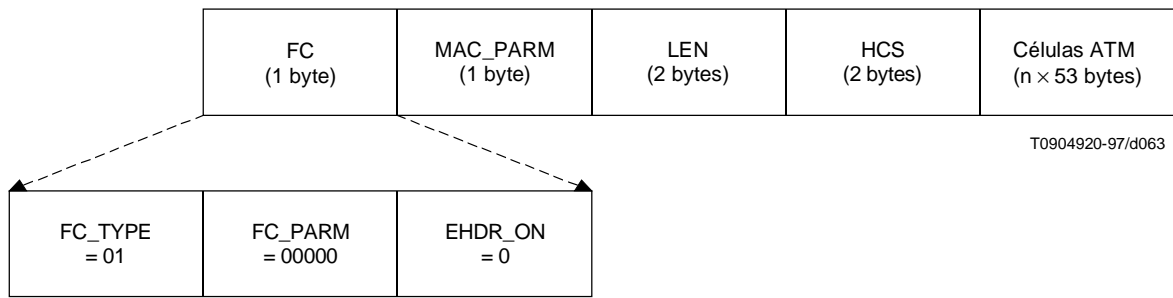 FC
(1 byte)
MAC_PARM
(1 byte)
LEN
(2 bytes)
HCS
(2 bytes)
Células ATM
(n × 53 bytes)
T0904920-97/d063
FC_TYPE
= 01
FC_PARM
= 00000
EHDR_ON
= 0